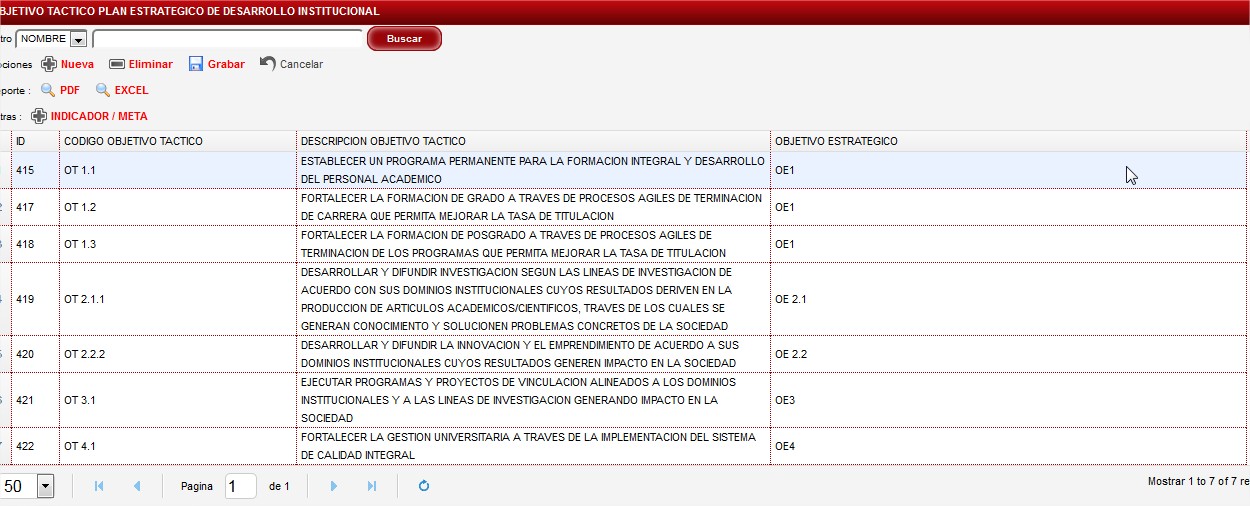 BJETIVO TACTICO PLAN ESTRATEGICO DE DESARROLLO INSTITUCIONAL
tro NOMBRE Buscar
ciones Nueva Eliminar Grabar Cancelar
eporte : PDF EXCEL
tras : INDICADOR / META
ID CODIGO OBJETIVO TACTICO DESCRIPCION OBJETIVO TACTICO OBJETIVO ESTRATEGICO
415 OT 1.1 ESTABLECER UN PROGRAMA PERMANENTE PARA LA FORMACION INTEGRAL Y DESARROLLO
DEL PERSONAL ACADEMICO OE1
417 OT 1.2 FORTALECER LA FORMACION DE GRADO A TRAVES DE PROCESOS AGILES DE TERMINACION
DE CARRERA QUE PERMITA MEJORAR LA TASA DE TITULACION OE1
418 OT 1.3 FORTALECER LA FORMACION DE POSGRADO A TRAVES DE PROCESOS AGILES DE
TERMINACION DE LOS PROGRAMAS QUE PERMITA MEJORAR LA TASA DE TITULACION OE1
419 OT 2.1.1 DESARROLLAR Y DIFUNDIR INVESTIGACION SEGUN LAS LINEAS DE INVESTIGACION DE
ACUERDO CON SUS DOMINIOS INSTITUCIONALES CUYOS RESULTADOS DERIVEN EN LA
PRODUCCION DE ARTICULOS ACADEMICOS/CIENTIFICOS, TRAVES DE LOS CUALES SE
GENERAN CONOCIMIENTO Y SOLUCIONEN PROBLEMAS CONCRETOS DE LA SOCIEDAD OE 2.1
420 OT 2.2.2 DESARROLLAR Y DIFUNDIR LA INNOVACION Y EL EMPRENDIMIENTO DE ACUERDO A SUS
DOMINIOS INSTITUCIONALES CUYOS RESULTADOS GENEREN IMPACTO EN LA SOCIEDAD OE 2.2
421 OT 3.1 EJECUTAR PROGRAMAS Y PROYECTOS DE VINCULACION ALINEADOS A LOS DOMINIOS
INSTITUCIONALES Y A LAS LINEAS DE INVESTIGACION GENERANDO IMPACTO EN LA
SOCIEDAD OE3
422 OT 4.1 FORTALECER LA GESTION UNIVERSITARIA A TRAVES DE LA IMPLEMENTACION DEL SISTEMA
DE CALIDAD INTEGRAL OE4
50 Pagina 1 de 1 Mostrar 1 to 7 of 7 re